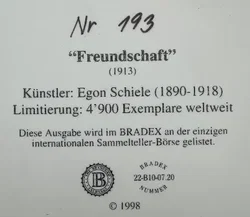 Nr 193
"Freundschaft"
(1913)
Künstler: Egon Schiele (1890-1918)
Limitierung: 4'900 Exemplare weltweit
Diese Ausgabe wird im BRADEX an der einzigen
internationalen Sammelteller-Börse gelistet.
B
BRADEX
22-B10-07.20
NUMMER
© 1998